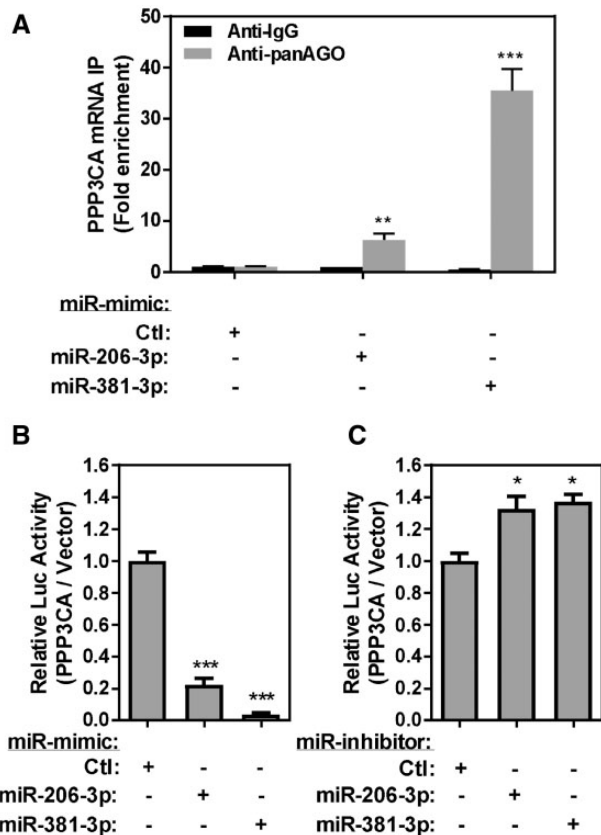 A
Anti-IgG
Anti-panAGO
PPP3CA mRNA IP
(Fold enrichment)
50
40
30
20
10
0
**
***
miR-mimic:
Ctl: + - -
miR-206-3p: - + -
miR-381-3p: - - +
B
Relative Luc Activity
(PPP3CA / Vector)
1.6
1.4
1.2
1.0
0.8
0.6
0.4
0.2
0.0
***
***
miR-mimic:
Ctl: + - -
miR-206-3p: - + -
miR-381-3p: - - +
C
Relative Luc Activity
(PPP3CA / Vector)
1.6
1.4
1.2
1.0
0.8
0.6
0.4
0.2
0.0
*
*
miR-inhibitor:
Ctl: + - -
miR-206-3p: - + -
miR-381-3p: - - +